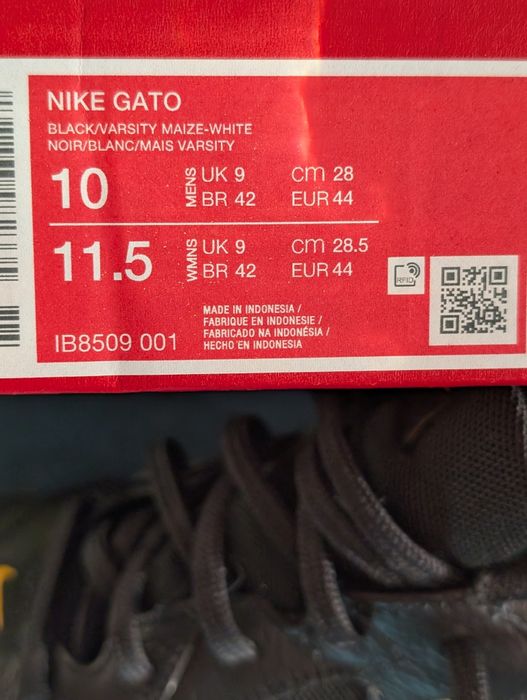 NIKE GATO
BLACK/VARSITY MAIZE-WHITE
NOIR/BLANC/MAIS VARSITY
10 MENS UK 9 cm 28
BR 42 EUR 44
11.5 WMNS UK 9 cm 28.5
BR 42 EUR 44
RFID
IB8509 001
MADE IN INDONESIA /
FABRIQUE EN INDONESIE /
FABRICADO NA INDONÉSIA /
HECHO EN INDONESIA